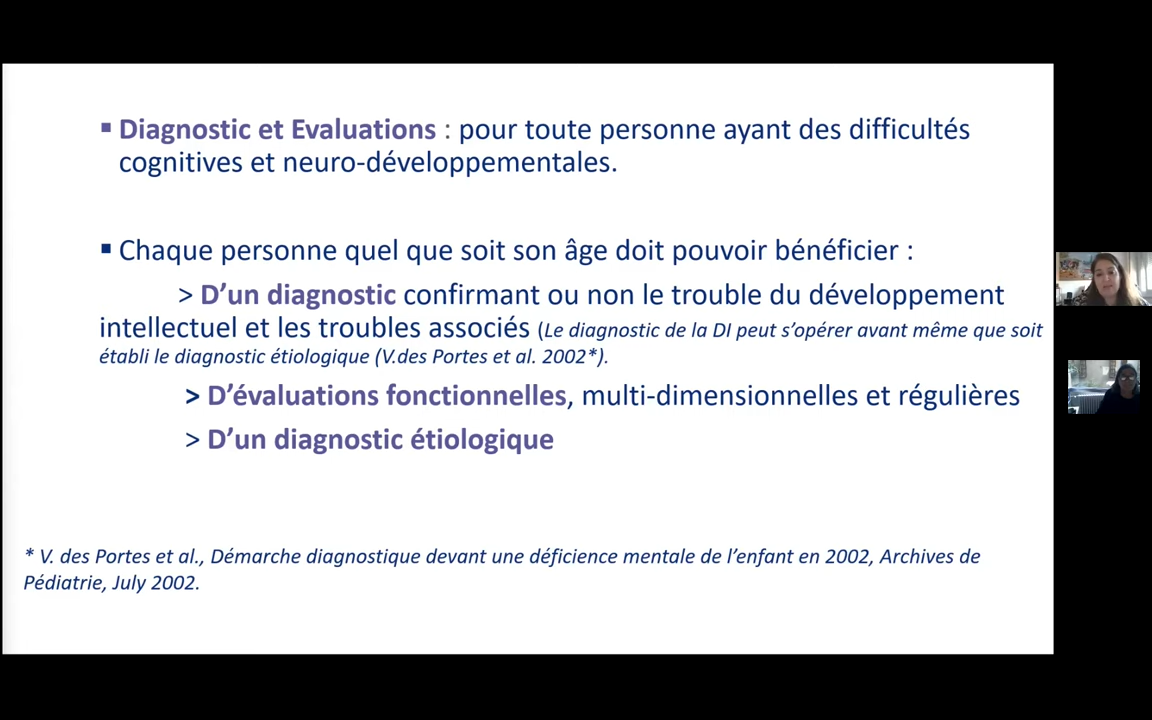 ▪ Diagnostic et Evaluations : pour toute personne ayant des difficultés
cognitives et neuro-développementales.
▪ Chaque personne quel que soit son âge doit pouvoir bénéficier :
> D’un diagnostic confirmant ou non le trouble du développement
intellectuel et les troubles associés (Le diagnostic de la DI peut s’opérer avant même que soit
établi le diagnostic étiologique (V.des Portes et al. 2002*).
> D’évaluations fonctionnelles, multi-dimensionnelles et régulières
> D’un diagnostic étiologique
* V. des Portes et al., Démarche diagnostique devant une déficience mentale de l’enfant en 2002, Archives de
Pédiatrie, July 2002.